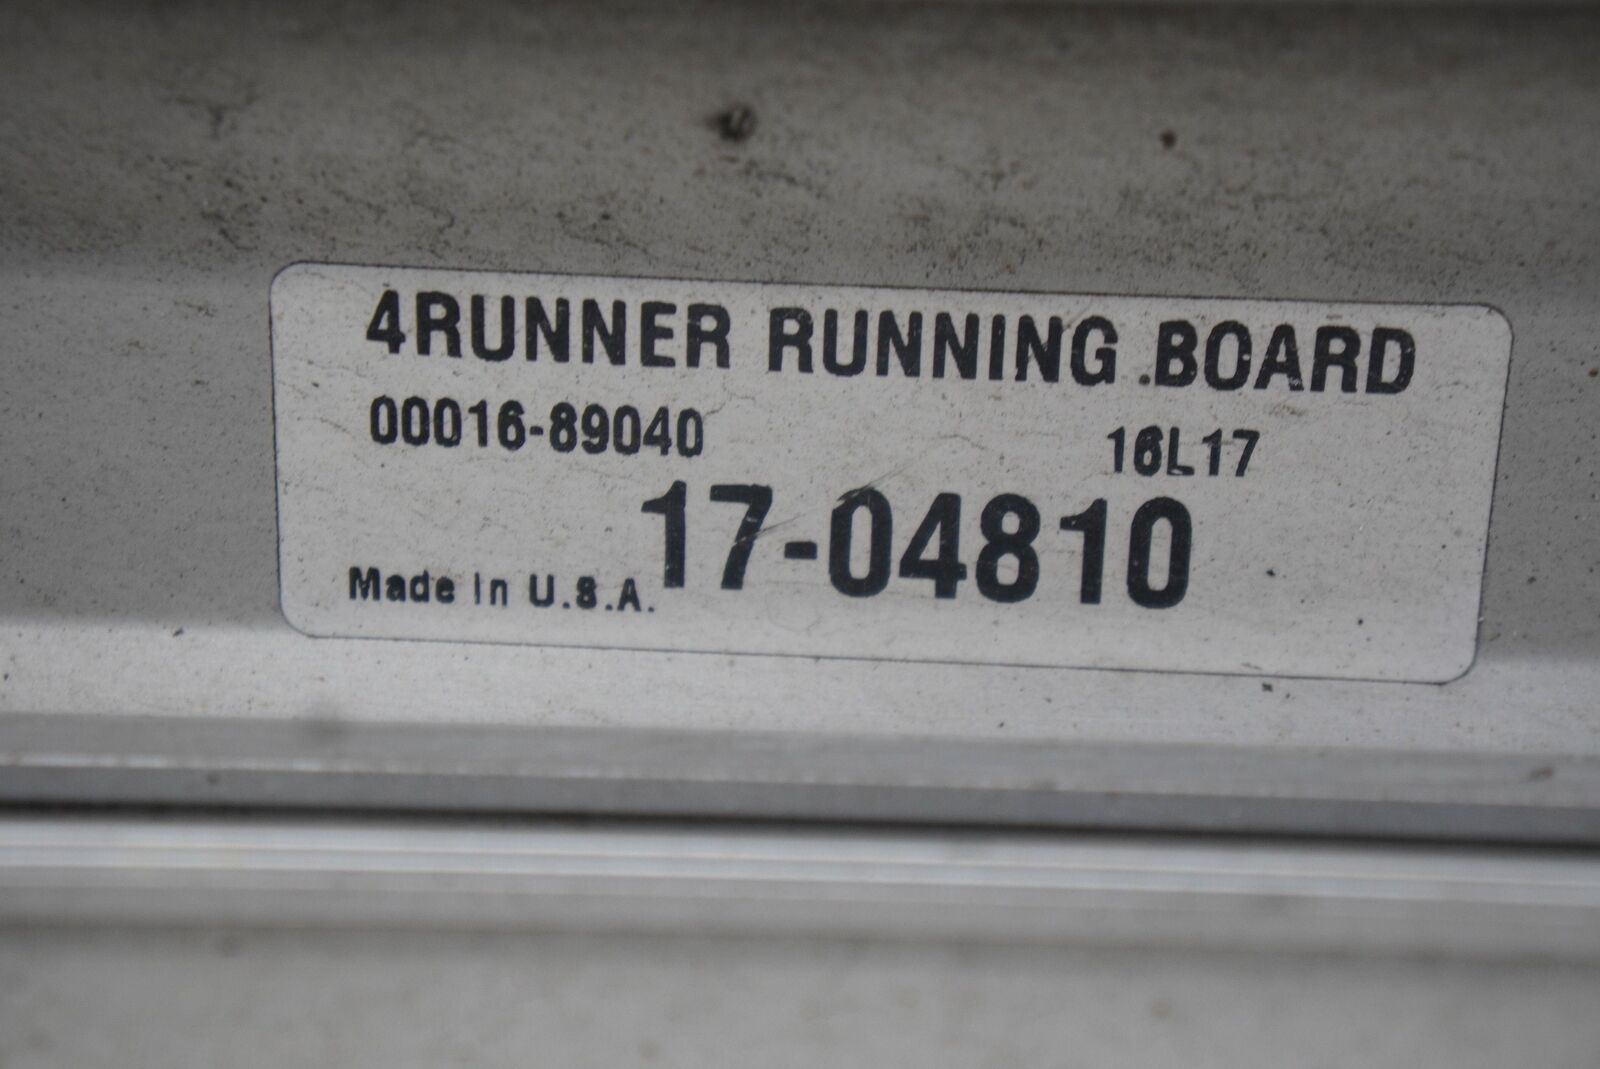 4RUNNER RUNNING BOARD
00016-89040 16L17
17-04810
Made In U.S.A.